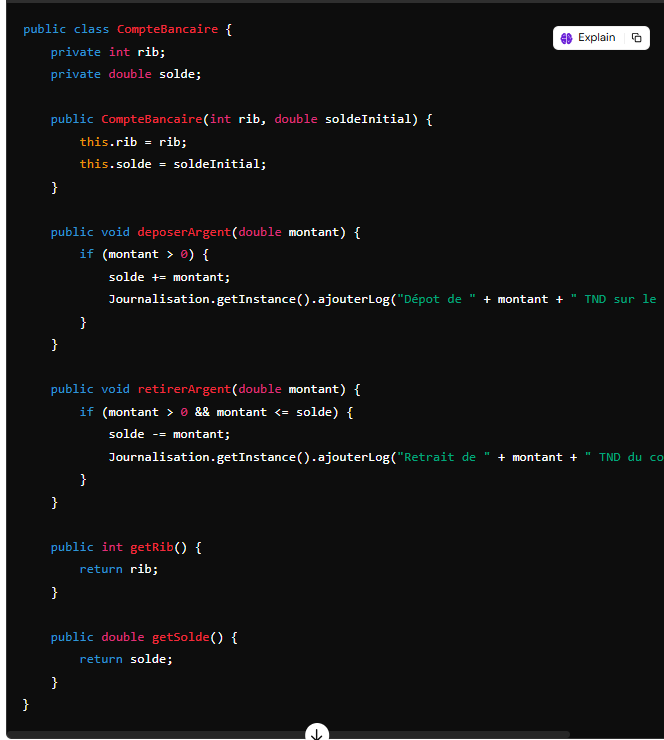 public class CompteBancaire {
Explain
    private int rib;
    private double solde;

    public CompteBancaire(int rib, double soldeInitial) {
        this.rib = rib;
        this.solde = soldeInitial;
    }

    public void deposerArgent(double montant) {
        if (montant > 0) {
            solde += montant;
            Journalisation.getInstance().ajouterLog("Dépot de " + montant + " TND sur le
        }
    }

    public void retirerArgent(double montant) {
        if (montant > 0 && montant <= solde) {
            solde -= montant;
            Journalisation.getInstance().ajouterLog("Retrait de " + montant + " TND du co
        }
    }

    public int getRib() {
        return rib;
    }

    public double getSolde() {
        return solde;
    }
}